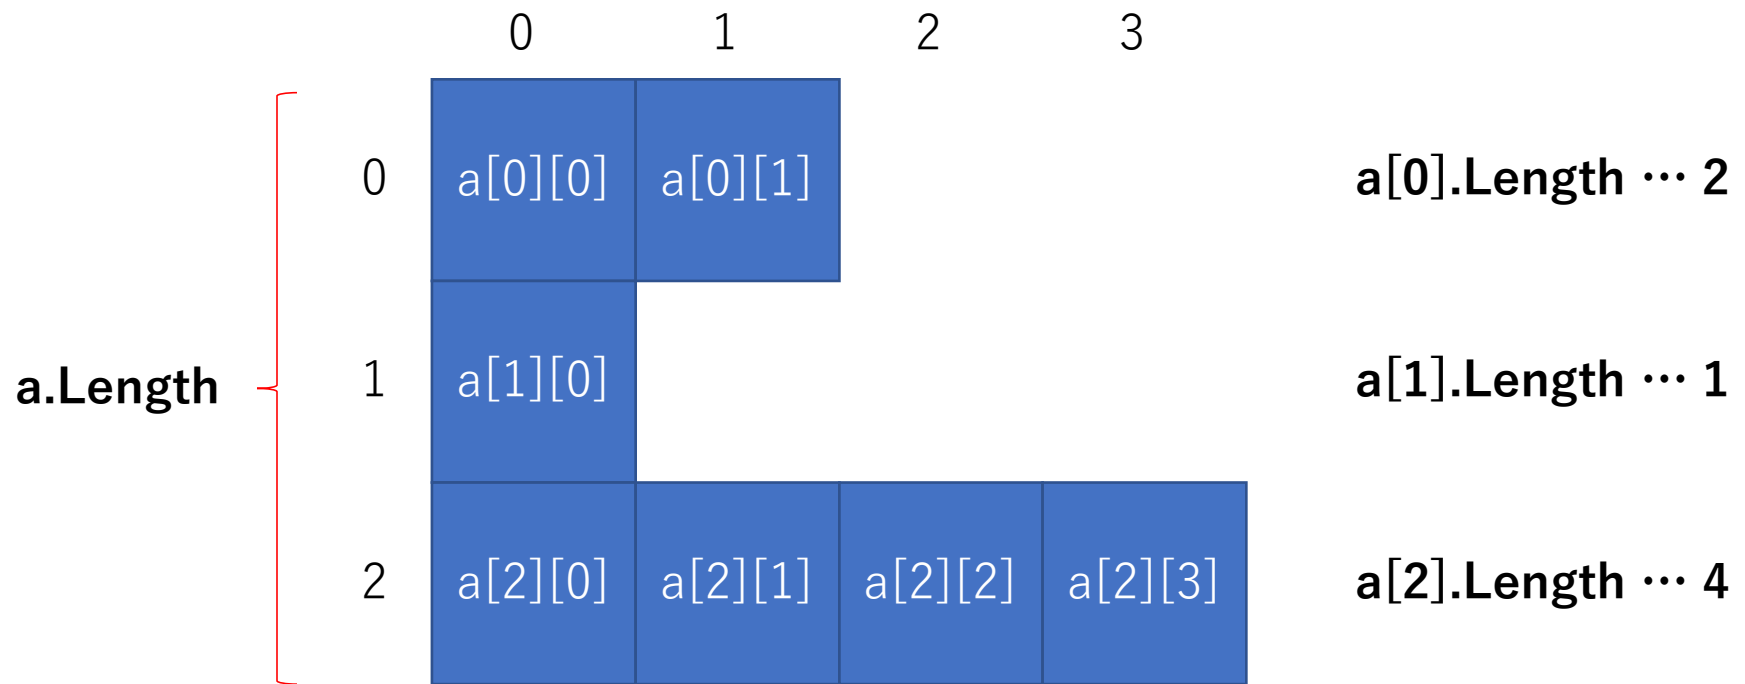 0 1 2 3
0 a[0][0] a[0][1] a[0].Length … 2
1 a[1][0] a[1].Length … 1
a.Length
2 a[2][0] a[2][1] a[2][2] a[2][3] a[2].Length … 4